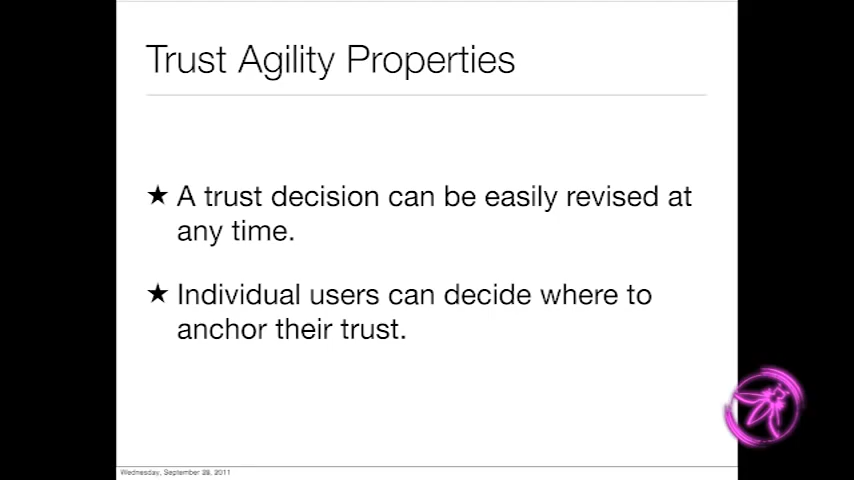 Trust Agility Properties
★ A trust decision can be easily revised at
any time.
★ Individual users can decide where to
anchor their trust.
Wednesday, September 28, 2011